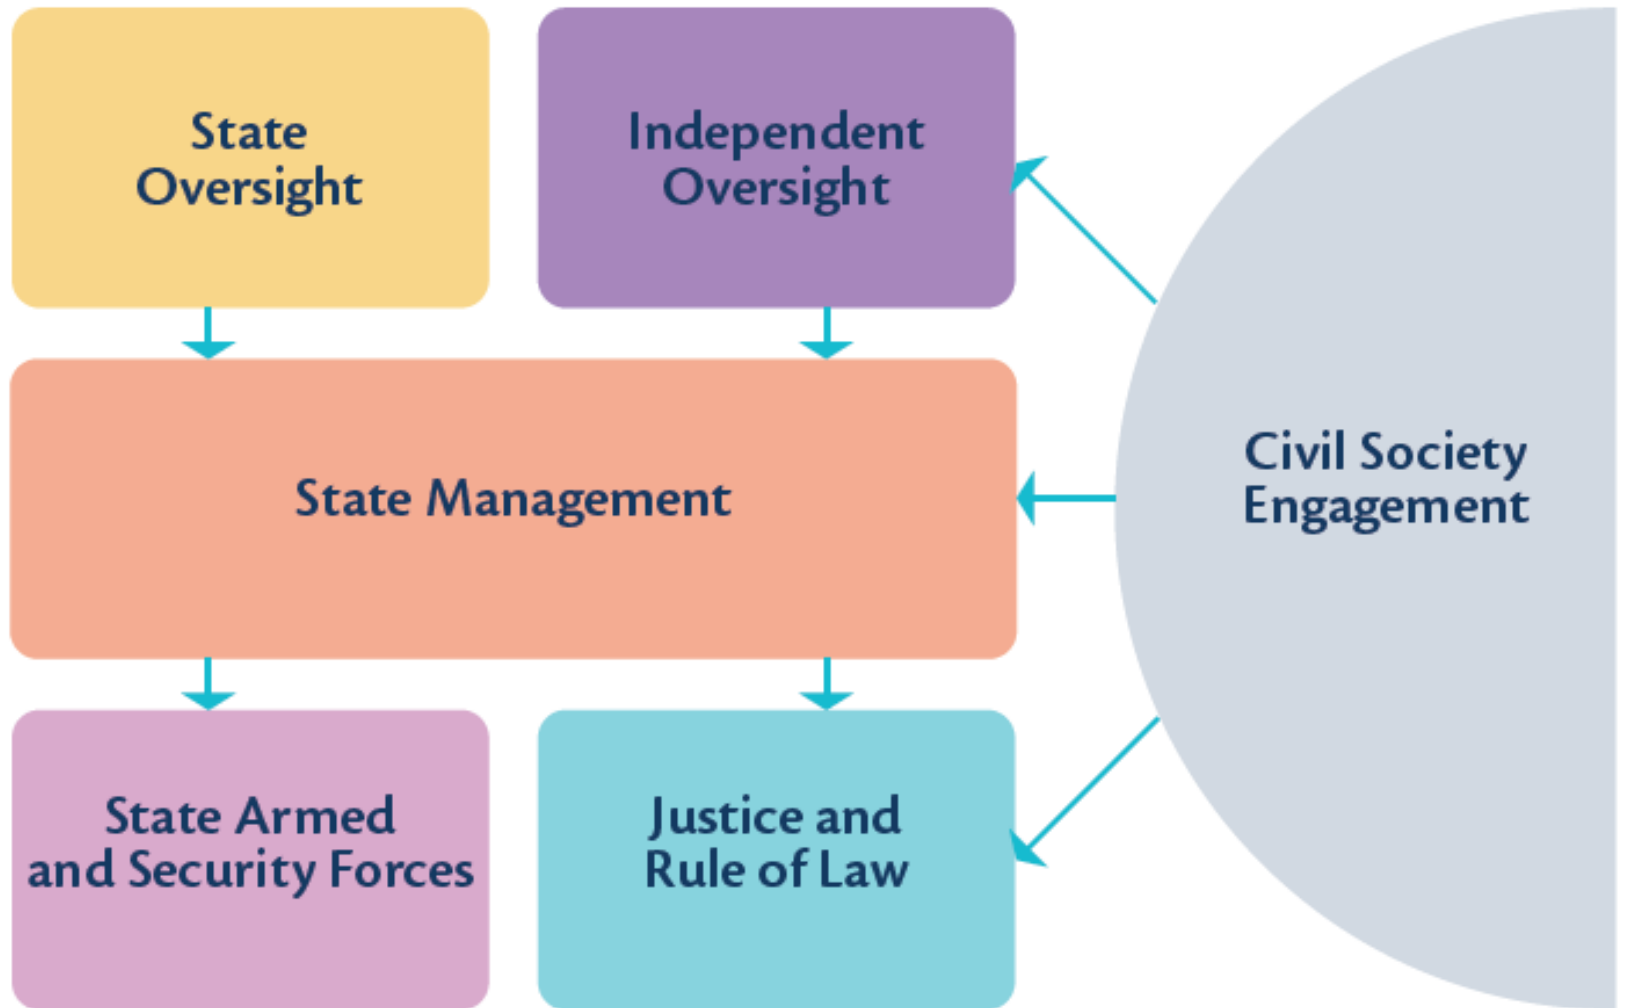 State
Oversight
Independent
Oversight
State Management
Civil Society
Engagement
State Armed
and Security Forces
Justice and
Rule of Law